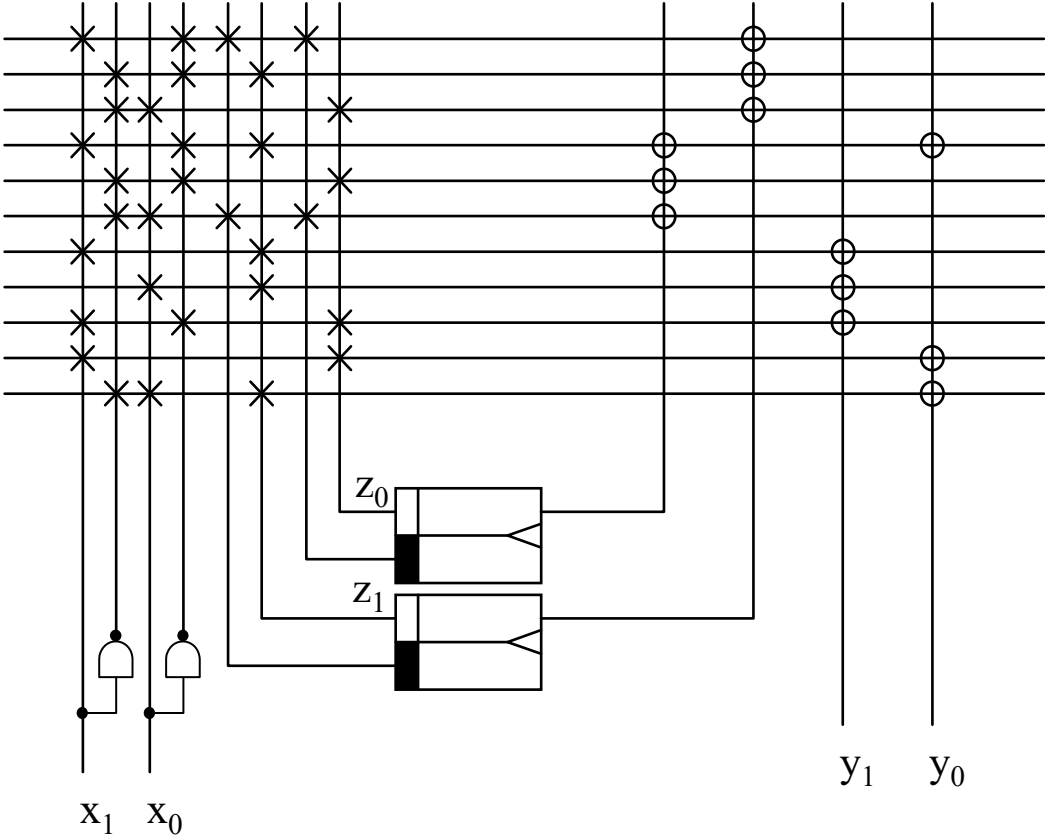 z₀
z₁
y₁ y₀
x₁ x₀